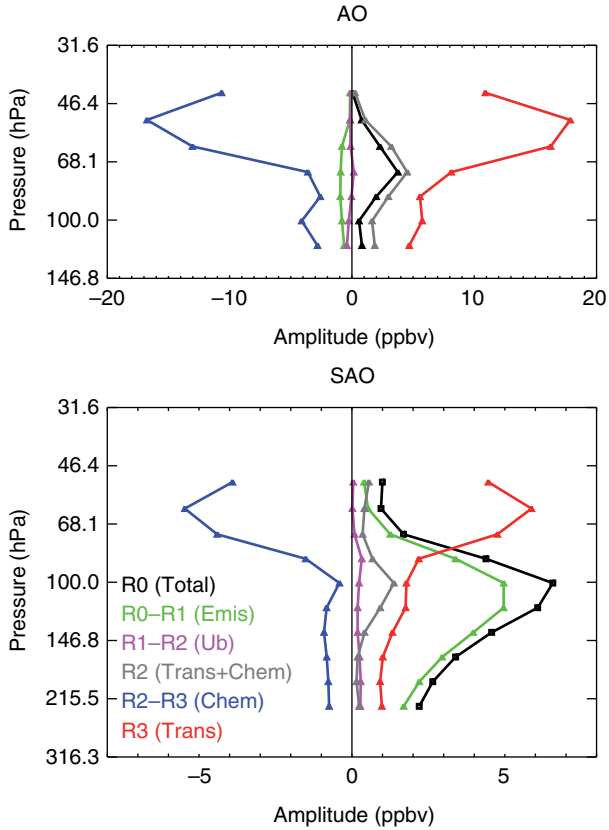 AO
31.6
46.4
68.1
100.0
146.8
Pressure (hPa)
−20 −10 0 10 20
Amplitude (ppbv)
SAO
31.6
46.4
68.1
100.0
146.8
215.5
316.3
Pressure (hPa)
R0 (Total)
R0−R1 (Emis)
R1−R2 (Ub)
R2 (Trans+Chem)
R2−R3 (Chem)
R3 (Trans)
−5 0 5
Amplitude (ppbv)